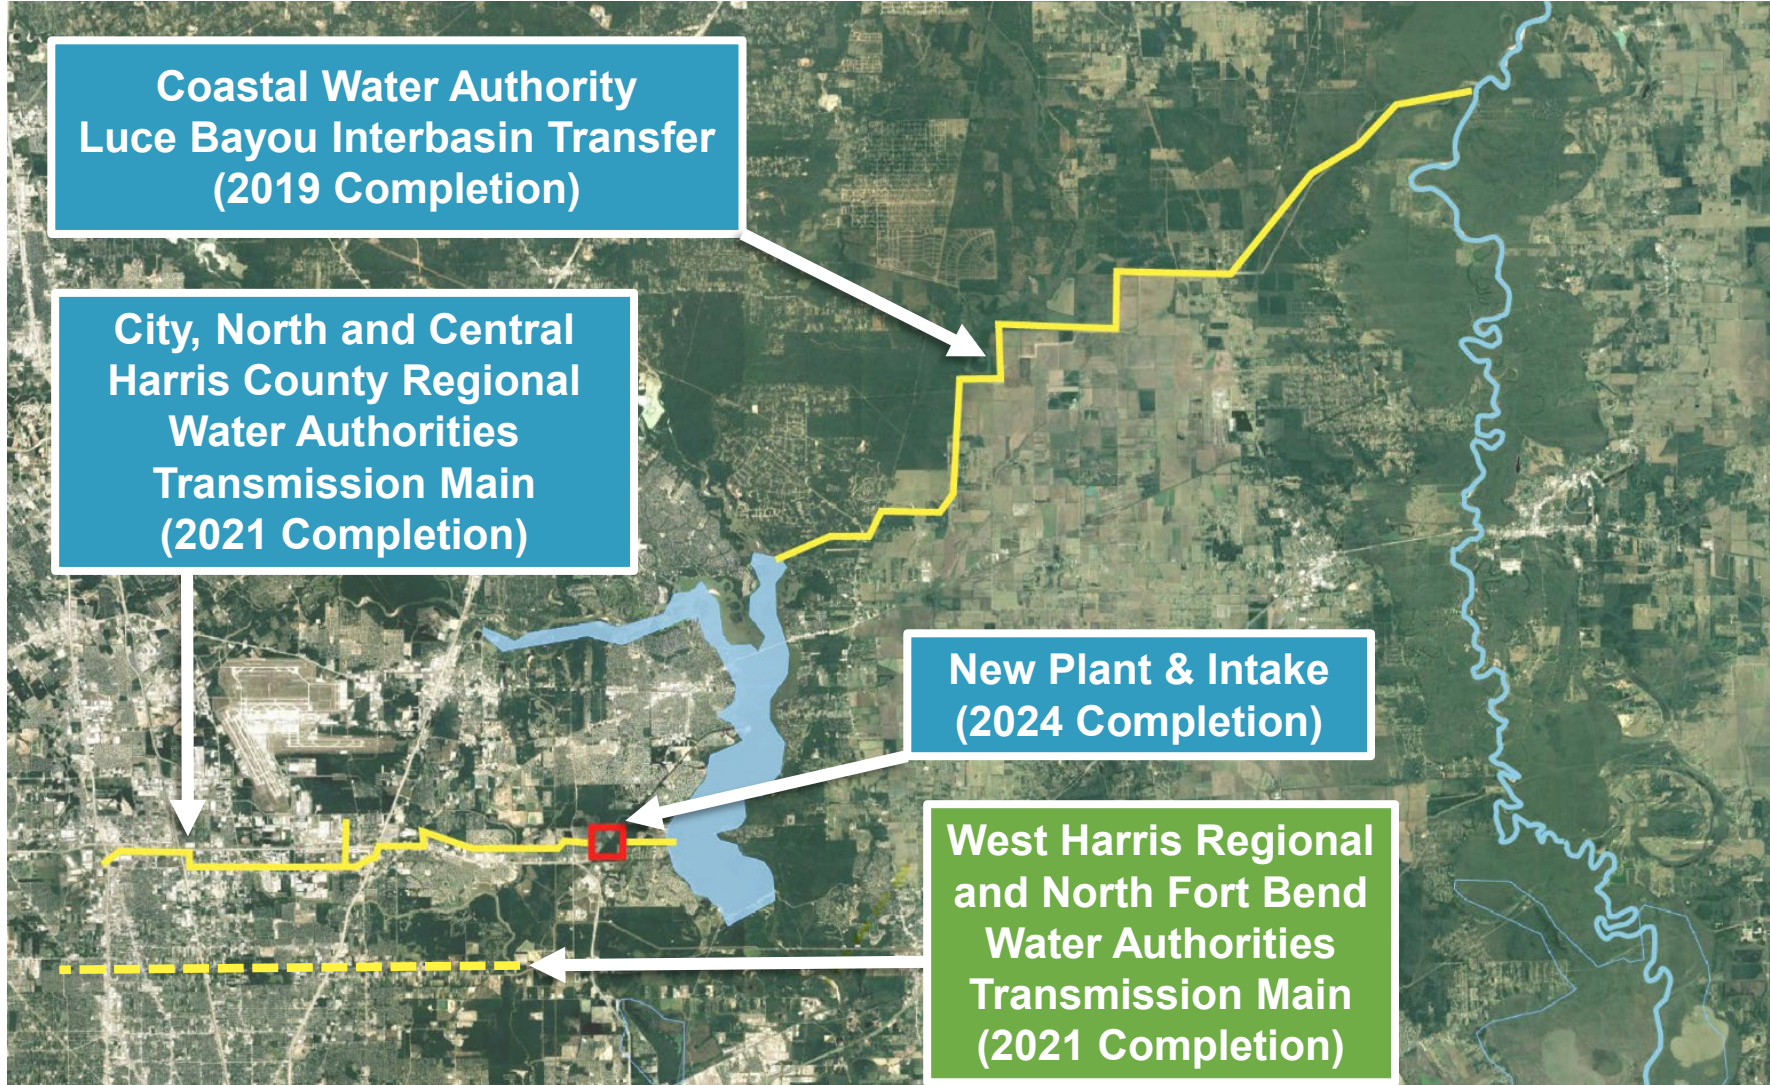 Coastal Water Authority
Luce Bayou Interbasin Transfer
(2019 Completion)
City, North and Central
Harris County Regional
Water Authorities
Transmission Main
(2021 Completion)
New Plant & Intake
(2024 Completion)
West Harris Regional
and North Fort Bend
Water Authorities
Transmission Main
(2021 Completion)